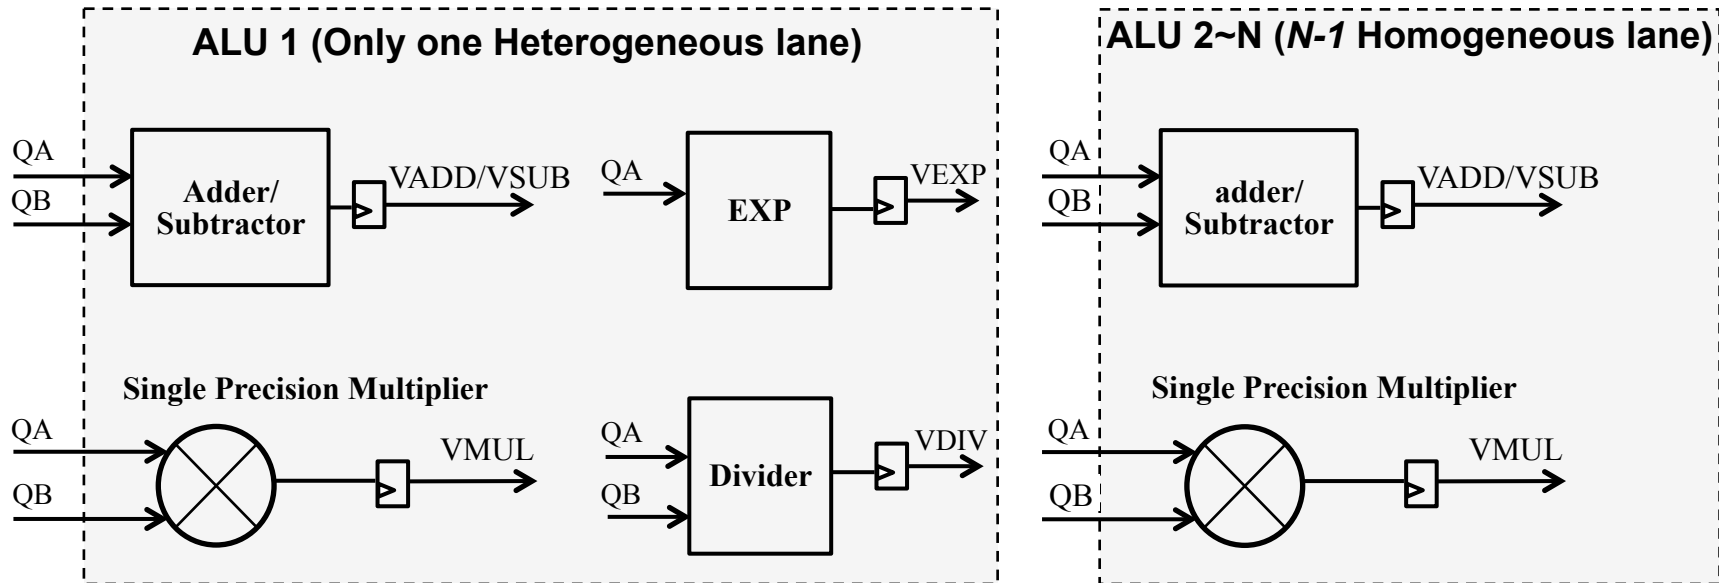 ALU 1 (Only one Heterogeneous lane)
QA
QB
Adder/
Subtractor
VADD/VSUB
QA
EXP
VEXP
Single Precision Multiplier
QA
QB
VMUL
QA
QB
Divider
VDIV
ALU 2~N (N-1 Homogeneous lane)
QA
QB
adder/
Subtractor
VADD/VSUB
Single Precision Multiplier
QA
QB
VMUL